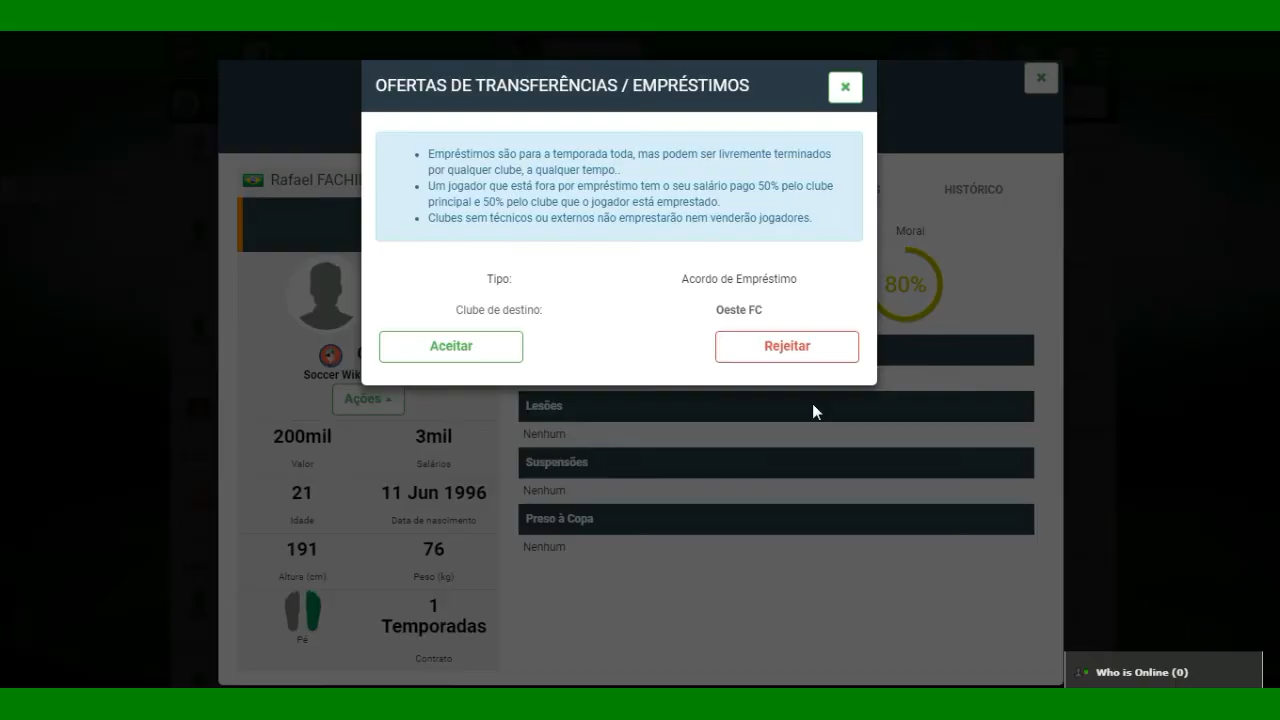 OFERTAS DE TRANSFERÊNCIAS / EMPRÉSTIMOS
Empréstimos são para a temporada toda, mas podem ser livremente terminados
por qualquer clube, a qualquer tempo..
Um jogador que está fora por empréstimo tem o seu salário pago 50% pelo clube
principal e 50% pelo clube que o jogador está emprestado.
Clubes sem técnicos ou externos não emprestarão nem venderão jogadores.
Tipo: Acordo de Empréstimo
Clube de destino: Oeste FC
Aceitar Rejeitar
Rafael
HISTÓRICO
Moral
80%
Soccer
Ações
200mil 3mil
Valor Salários
21 11 Jun 1996
Idade Data de nascimento
191 76
Altura (cm) Peso (kg)
1
Temporadas
Pé
Contrato
Lesões
Nenhum
Suspensões
Nenhum
Preso à Copa
Nenhum
Who is Online (0)